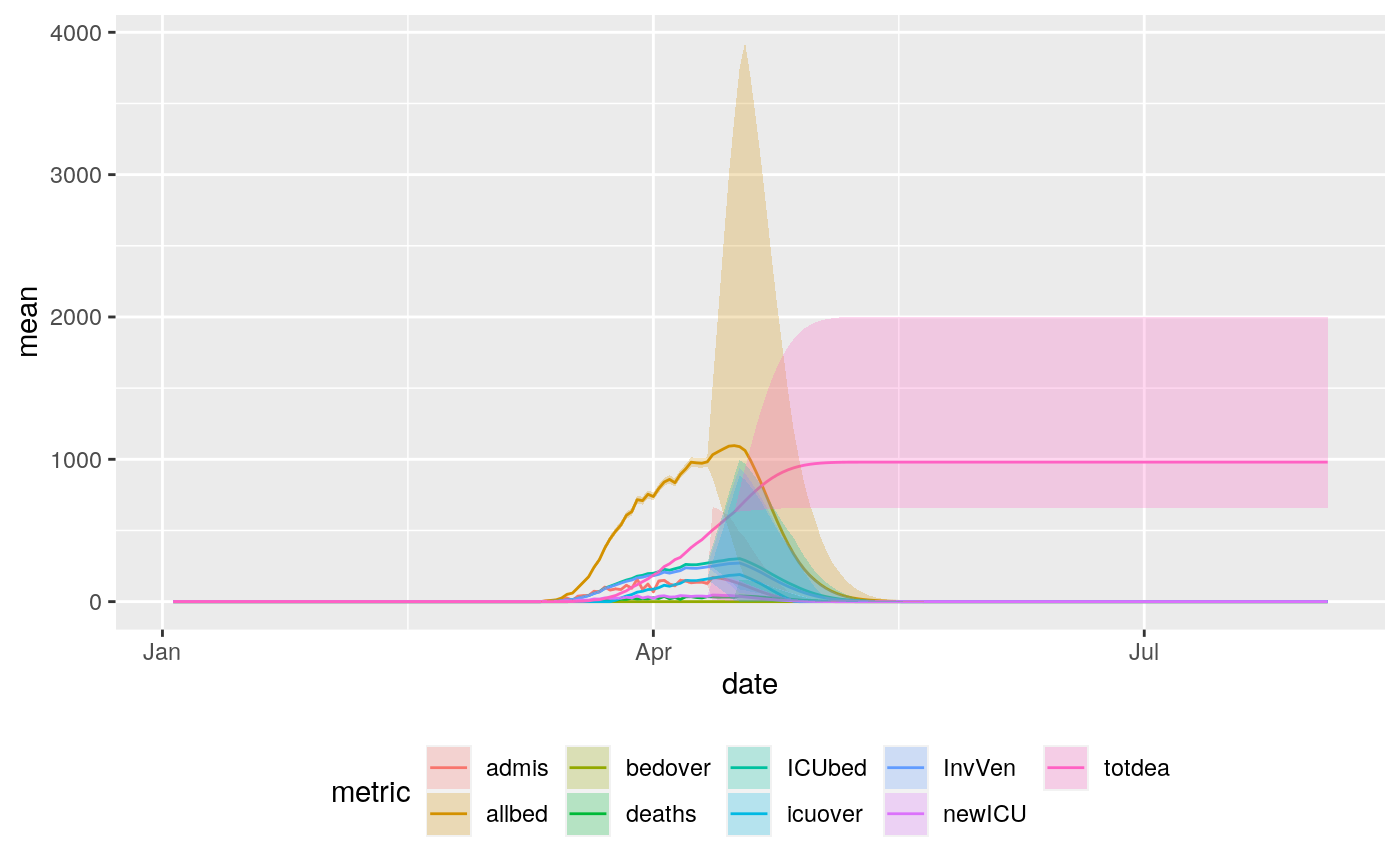 4000
3000
2000
1000
0
mean
Jan Apr Jul
date
metric
admis bedover ICUbed InvVen totdea
allbed deaths icuover newICU